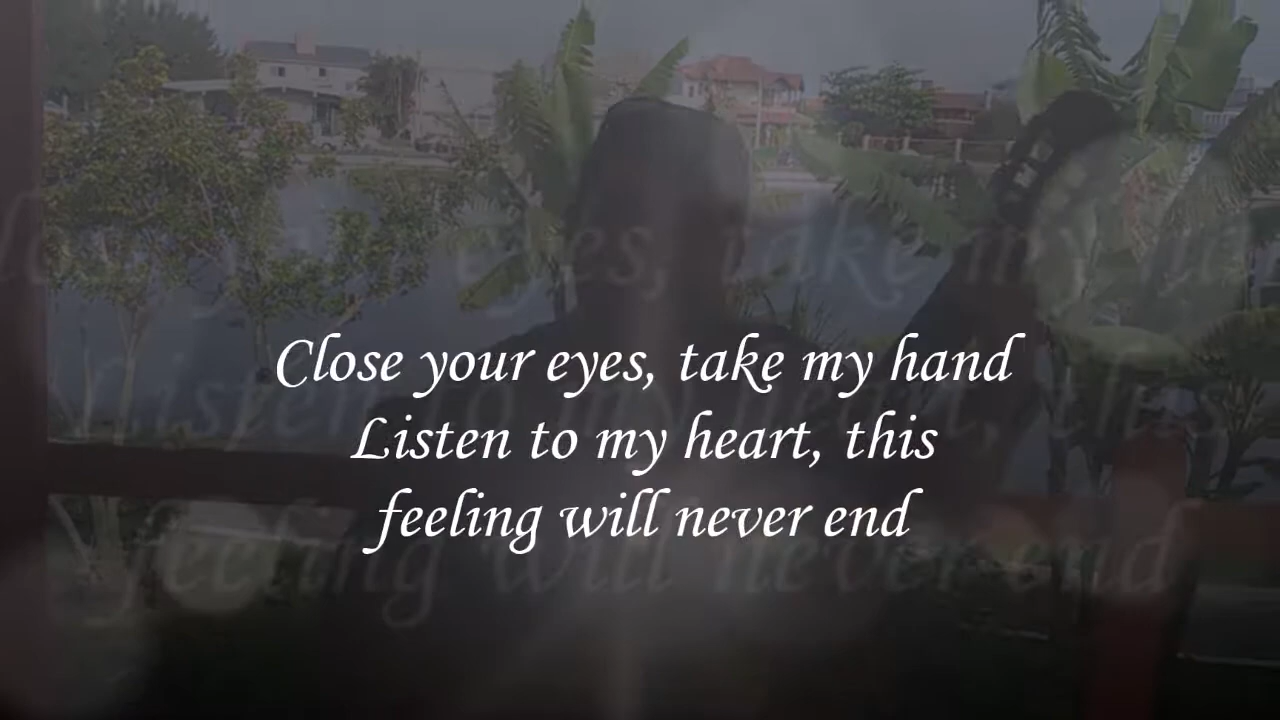 Close your eyes, take my hand
Listen to my heart, this
feeling will never end